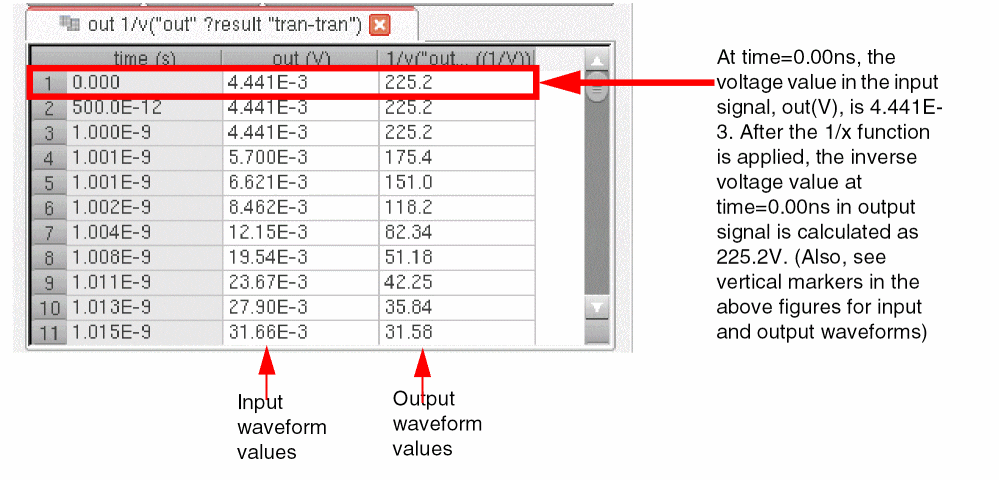 out 1/v("out" ?result "tran-tran")
time (s) out (V) 1/v("out... ((1/V))
1 0.000 4.441E-3 225.2
2 500.0E-12 4.441E-3 225.2
3 1.000E-9 4.441E-3 225.2
4 1.001E-9 5.700E-3 175.4
5 1.001E-9 6.621E-3 151.0
6 1.002E-9 8.462E-3 118.2
7 1.004E-9 12.15E-3 82.34
8 1.008E-9 19.54E-3 51.18
9 1.011E-9 23.67E-3 42.25
10 1.013E-9 27.90E-3 35.84
11 1.015E-9 31.66E-3 31.58
At time=0.00ns, the
voltage value in the input
signal, out(V), is 4.441E-
3. After the 1/x function
is applied, the inverse
voltage value at
time=0.00ns in output
signal is calculated as
225.2V. (Also, see
vertical markers in the
above figures for input
and output waveforms)
Input
waveform
values
Output
waveform
values